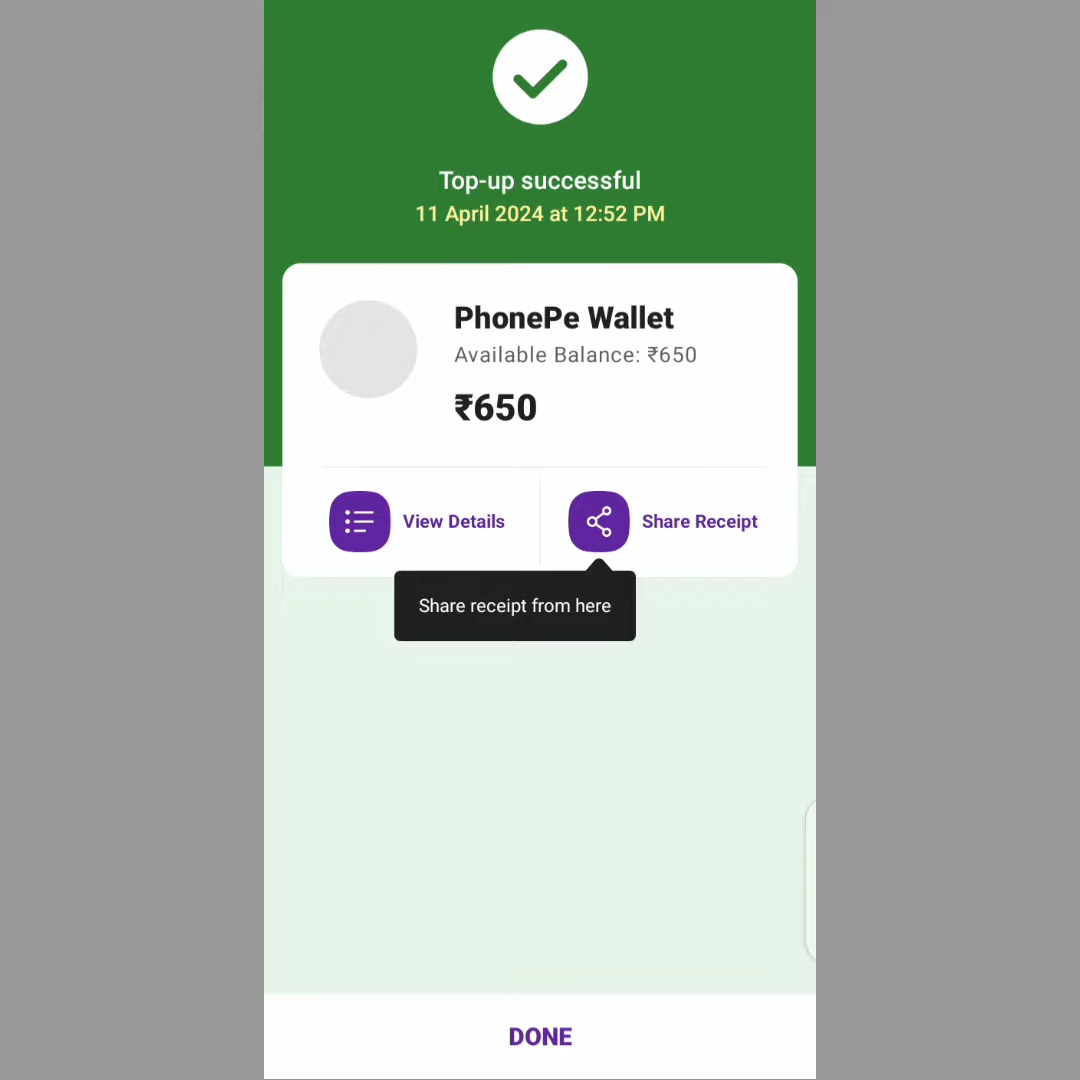 Top-up successful
11 April 2024 at 12:52 PM
PhonePe Wallet
Available Balance: ₹650
₹650
View Details
Share Receipt
Share receipt from here
DONE